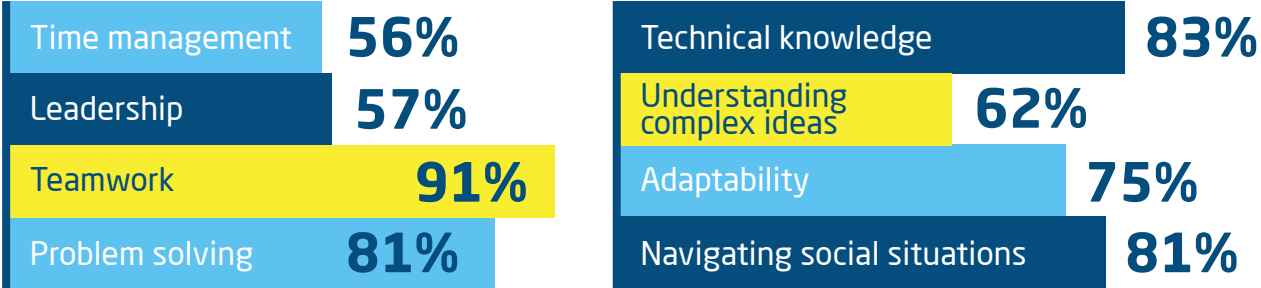 Time management 56%
Leadership 57%
Teamwork 91%
Problem solving 81%
Technical knowledge 83%
Understanding
complex ideas 62%
Adaptability 75%
Navigating social situations 81%